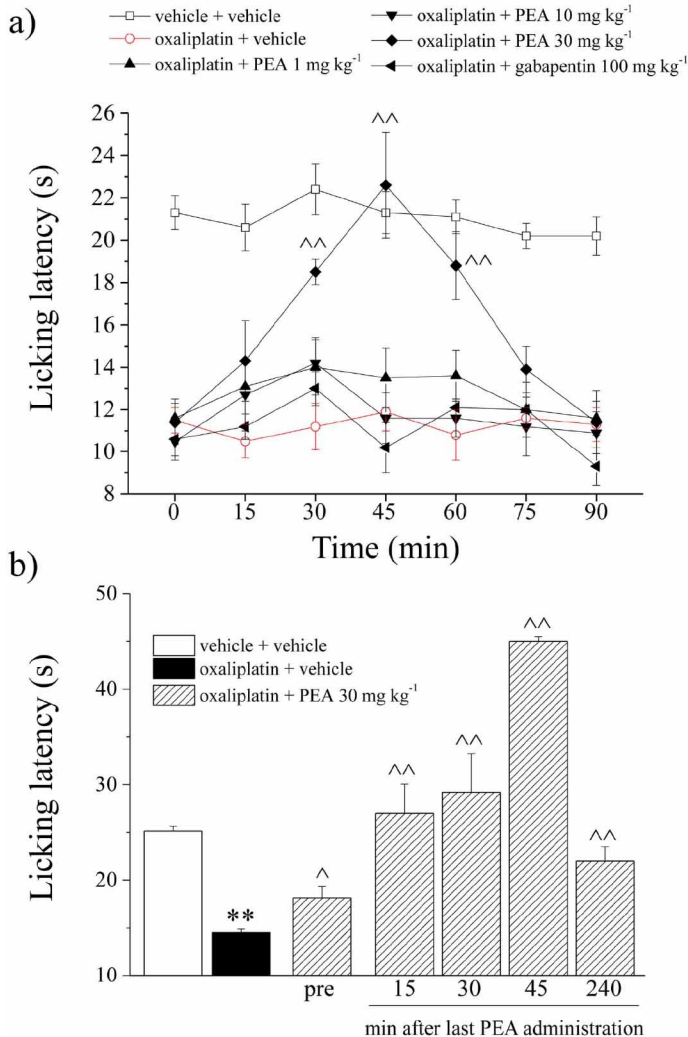 a)
vehicle + vehicle
oxaliplatin + vehicle
oxaliplatin + PEA 1 mg kg⁻¹
oxaliplatin + PEA 10 mg kg⁻¹
oxaliplatin + PEA 30 mg kg⁻¹
oxaliplatin + gabapentin 100 mg kg⁻¹
Licking latency (s)
26
24
22
20
18
16
14
12
10
8
^^
^^
^^
0 15 30 45 60 75 90
Time (min)
b)
Licking latency (s)
50
40
30
20
10
vehicle + vehicle
oxaliplatin + vehicle
oxaliplatin + PEA 30 mg kg⁻¹
**
^
^^
^^
^^
^^
pre 15 30 45 240
min after last PEA administration